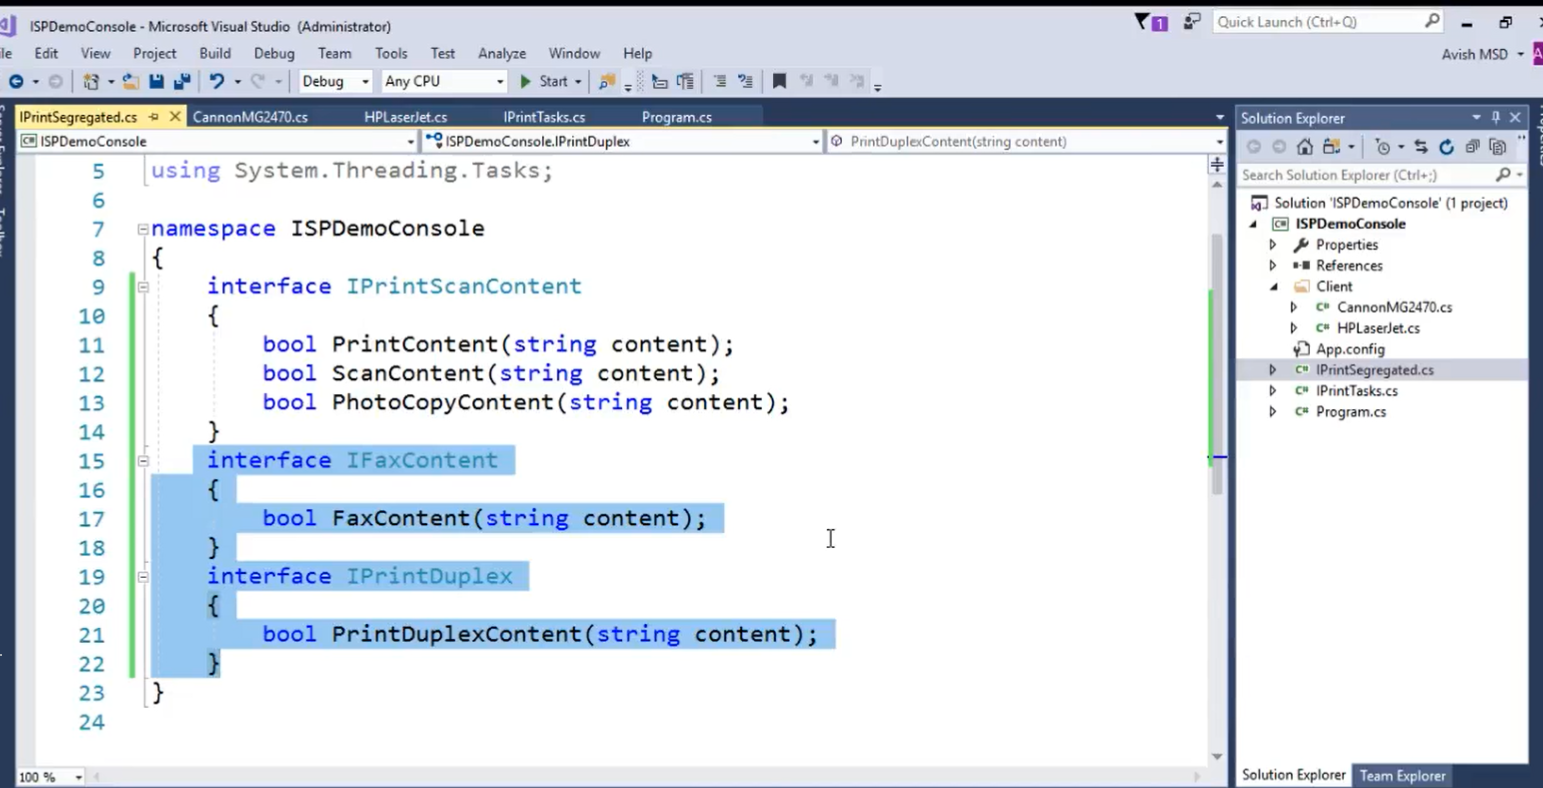 ISPDemoConsole - Microsoft Visual Studio (Administrator)
1
Quick Launch (Ctrl+Q)
le Edit View Project Build Debug Team Tools Test Analyze Window Help
Avish MSD
A
Debug Any CPU Start
IPrintSegregated.cs CannonMG2470.cs HPLaserJet.cs IPrintTasks.cs Program.cs
ISPDemoConsole ISPDemoConsole.IPrintDuplex PrintDuplexContent(string content)
5 using System.Threading.Tasks;
6
7 namespace ISPDemoConsole
8 {
9 interface IPrintScanContent
10 {
11 bool PrintContent(string content);
12 bool ScanContent(string content);
13 bool PhotoCopyContent(string content);
14 }
15 interface IFaxContent
16 {
17 bool FaxContent(string content);
18 }
19 interface IPrintDuplex
20 {
21 bool PrintDuplexContent(string content);
22 }
23 }
24
100 %
Solution Explorer
Search Solution Explorer (Ctrl+;)
Solution 'ISPDemoConsole' (1 project)
C# ISPDemoConsole
Properties
References
Client
C# CannonMG2470.cs
C# HPLaserJet.cs
App.config
C# IPrintSegregated.cs
C# IPrintTasks.cs
C# Program.cs
Solution Explorer Team Explorer